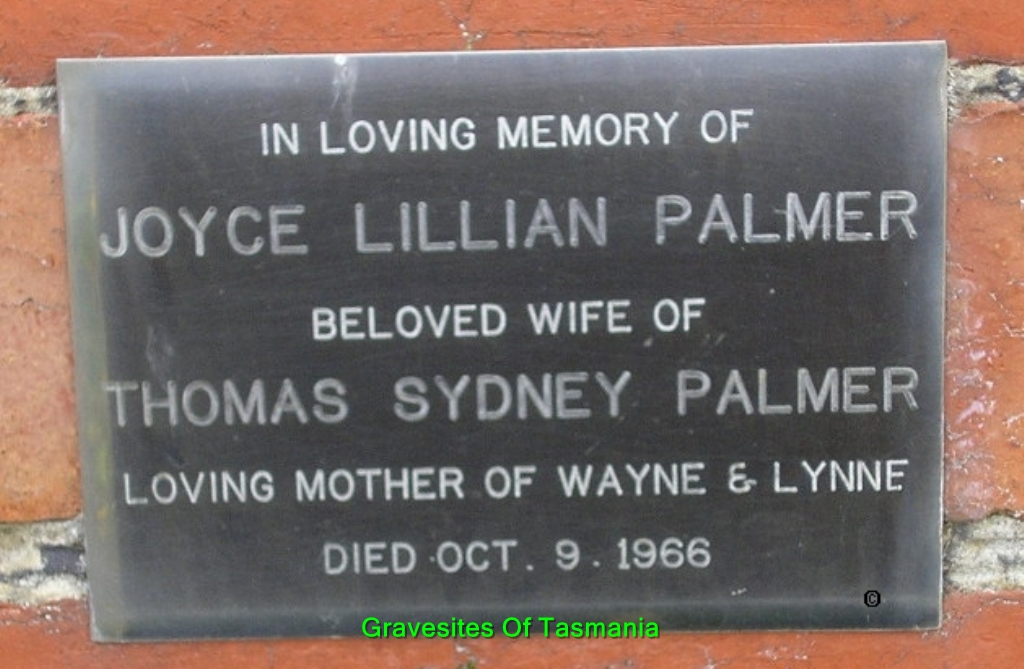 IN LOVING MEMORY OF
JOYCE LILLIAN PALMER
BELOVED WIFE OF
THOMAS SYDNEY PALMER
LOVING MOTHER OF WAYNE & LYNNE
DIED OCT. 9. 1966
©
Gravesites Of Tasmania